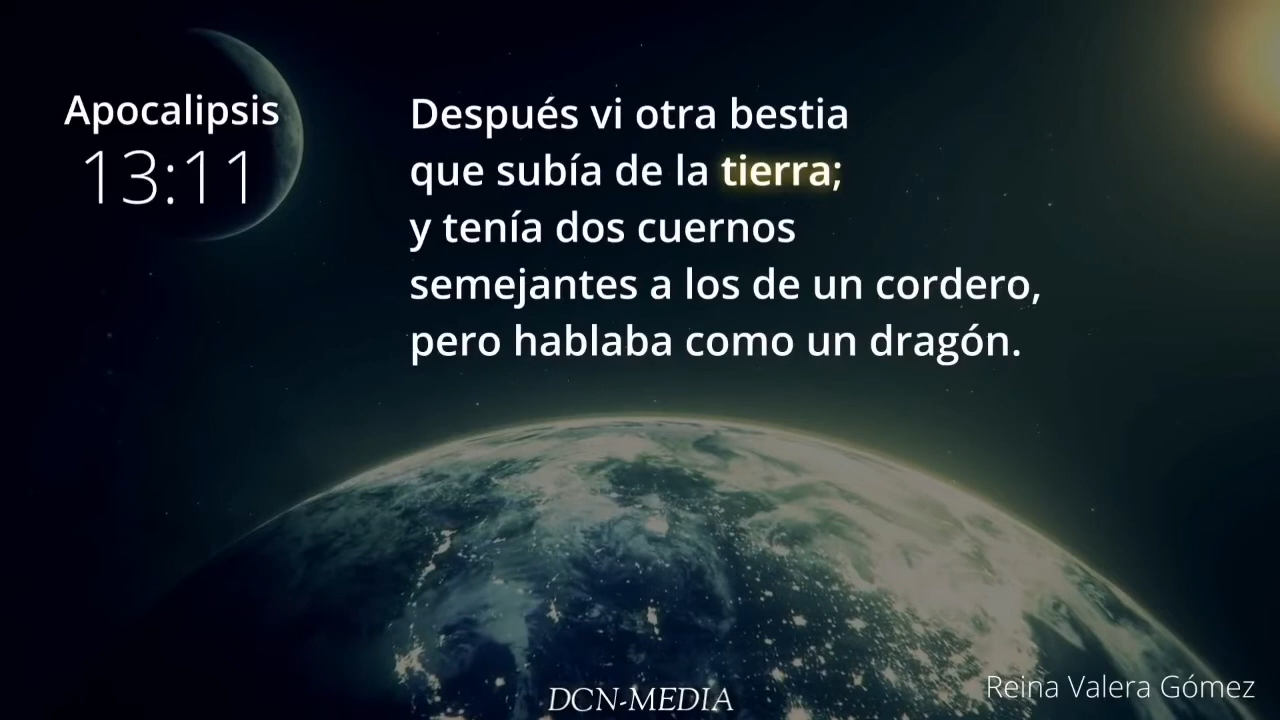 Apocalipsis
13:11
Después vi otra bestia
que subía de la tierra;
y tenía dos cuernos
semejantes a los de un cordero,
pero hablaba como un dragón.
DCN-MEDIA
Reina Valera Gómez